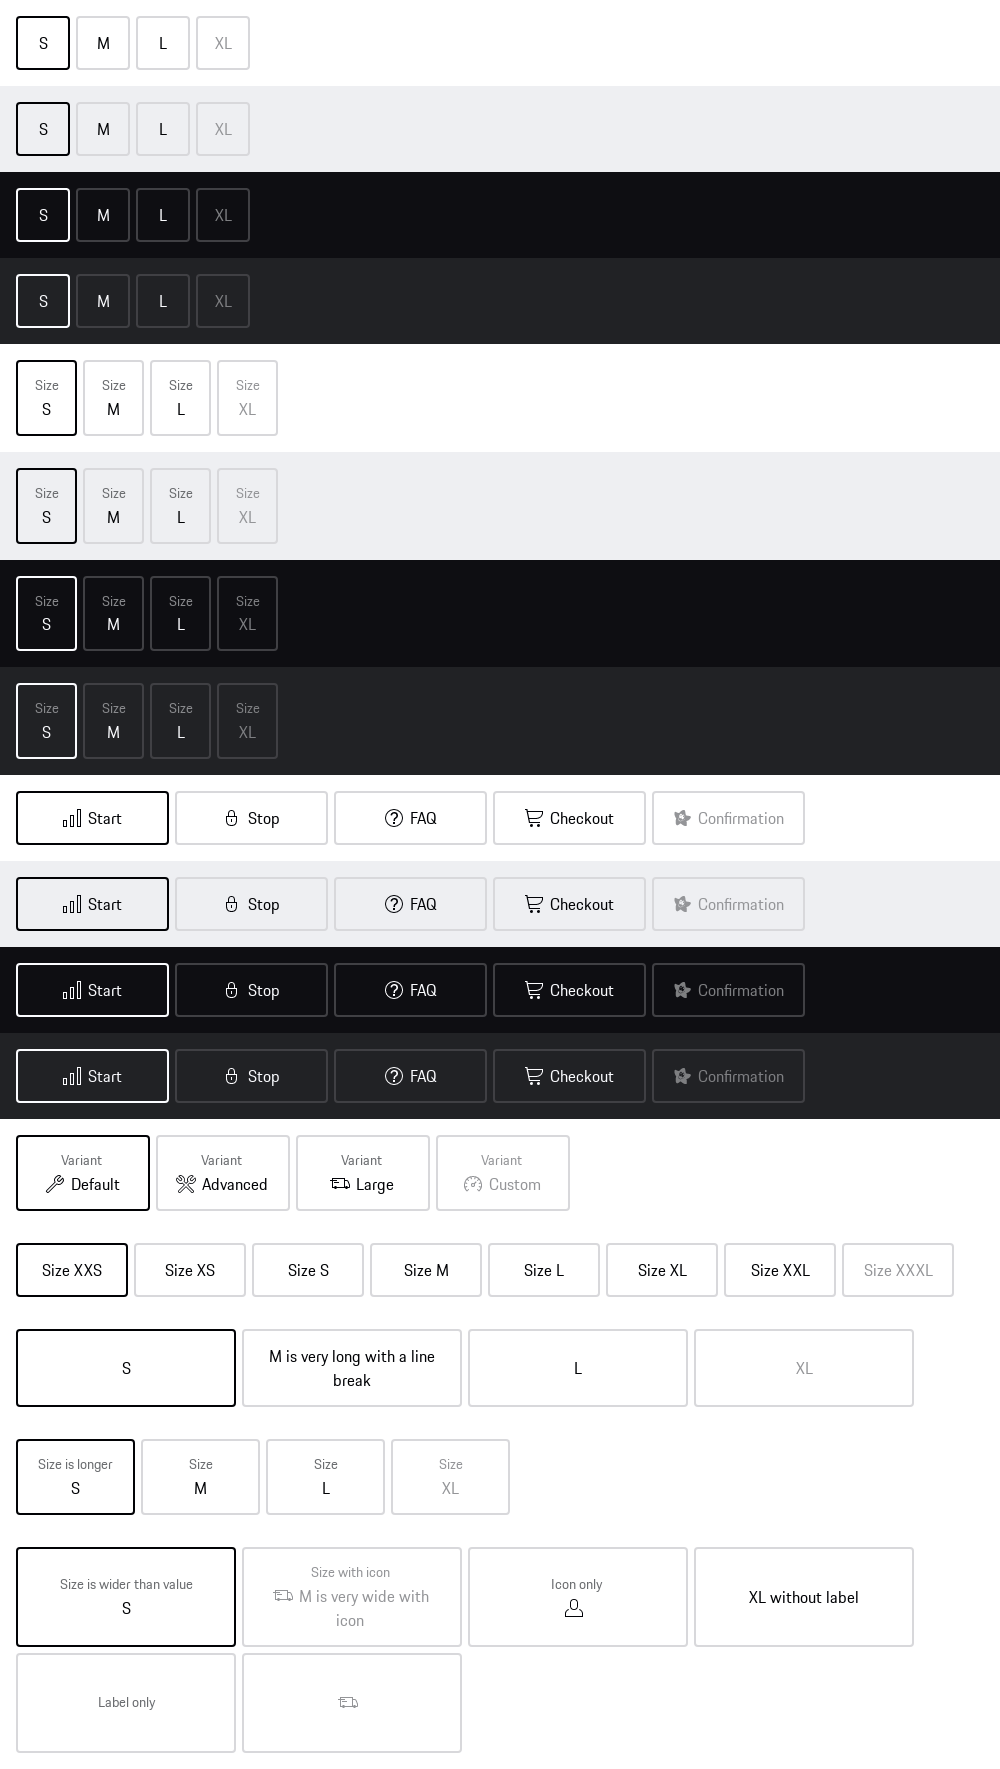 S M L XL
S M L XL
S M L XL
S M L XL
Size Size Size Size
S M L XL
Size Size Size Size
S M L XL
Size Size Size Size
S M L XL
Size Size Size Size
S M L XL
Start Stop FAQ Checkout Confirmation
Start Stop FAQ Checkout Confirmation
Start Stop FAQ Checkout Confirmation
Start Stop FAQ Checkout Confirmation
Variant Variant Variant Variant
Default Advanced Large Custom
Size XXS Size XS Size S Size M Size L Size XL Size XXL Size XXXL
S
M is very long with a line
break
L
XL
Size is longer Size Size Size
S M L XL
Size is wider than value
S
Size with icon
M is very wide with
icon
Icon only
XL without label
Label only